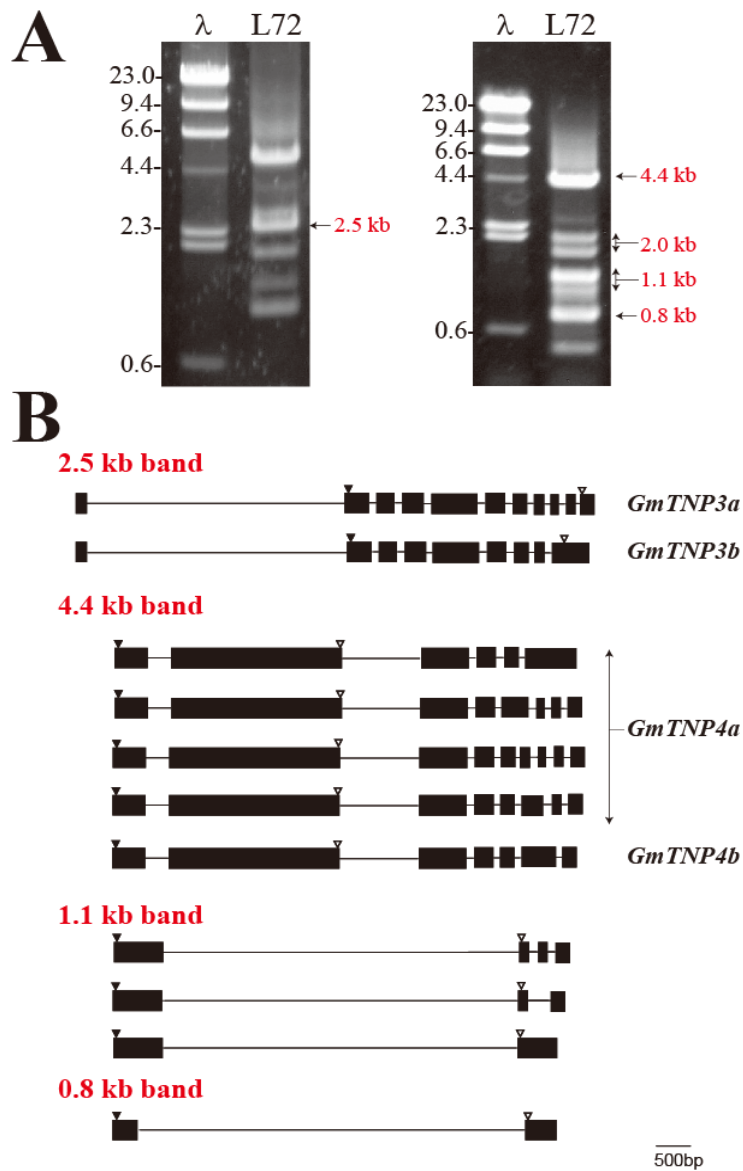 A
λ L72
23.0-
9.4-
6.6-
4.4-
2.3-
0.6-
2.5 kb
λ L72
23.0-
9.4-
6.6-
4.4-
2.3-
0.6-
4.4 kb
2.0 kb
1.1 kb
0.8 kb
B
2.5 kb band
GmTNP3a
GmTNP3b
4.4 kb band
GmTNP4a
GmTNP4b
1.1 kb band
0.8 kb band
500bp